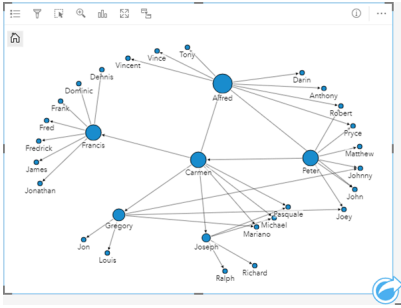 Tony
Vince
Vincent
Dennis
Darin
Dominic
Alfred
Anthony
Frank
Robert
Fred
Pryce
Francis
Fredrick
Matthew
James
Carmen
Peter
Johnny
Jonathan
John
Pasquale
Joey
Gregory
Michael
Mariano
Jon
Joseph
Louis
Ralph
Richard